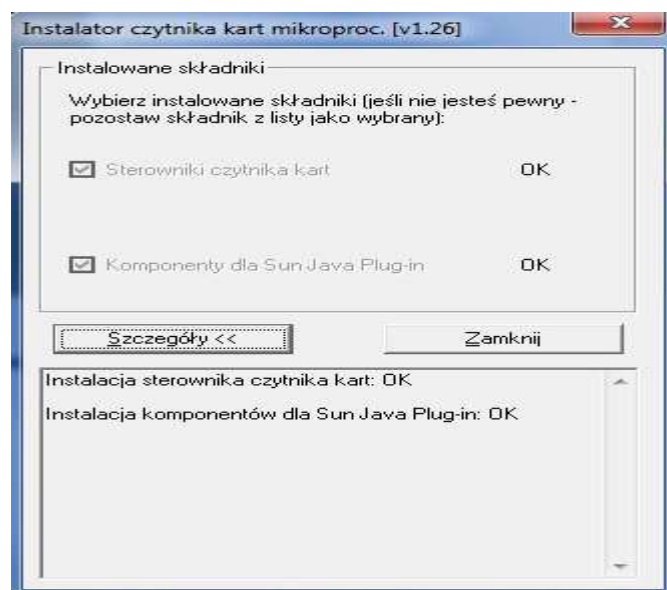 Instalator czytnika kart mikroproc. [v1.26]
Instalowane składniki
Wybierz instalowane składniki (jeśli nie jesteś pewny -
pozostaw składnik z listy jako wybrany):
Sterowniki czytnika kart OK
Komponenty dla Sun Java Plug-in OK
Szczegóły << Zamknij
Instalacja sterownika czytnika kart: OK
Instalacja komponentów dla Sun Java Plug-in: OK